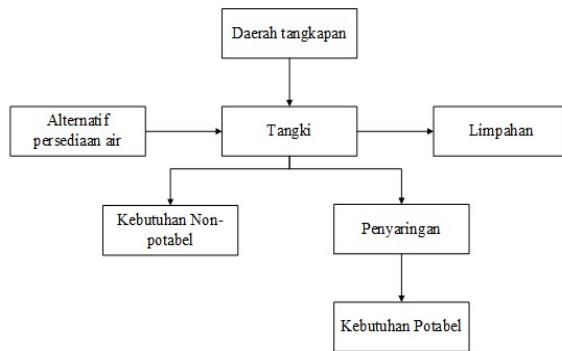 Daerah tangkapan
Alternatif
persediaan air
Tangki
Limpahan
Kebutuhan Non-
potabel
Penyaringan
Kebutuhan Potabel